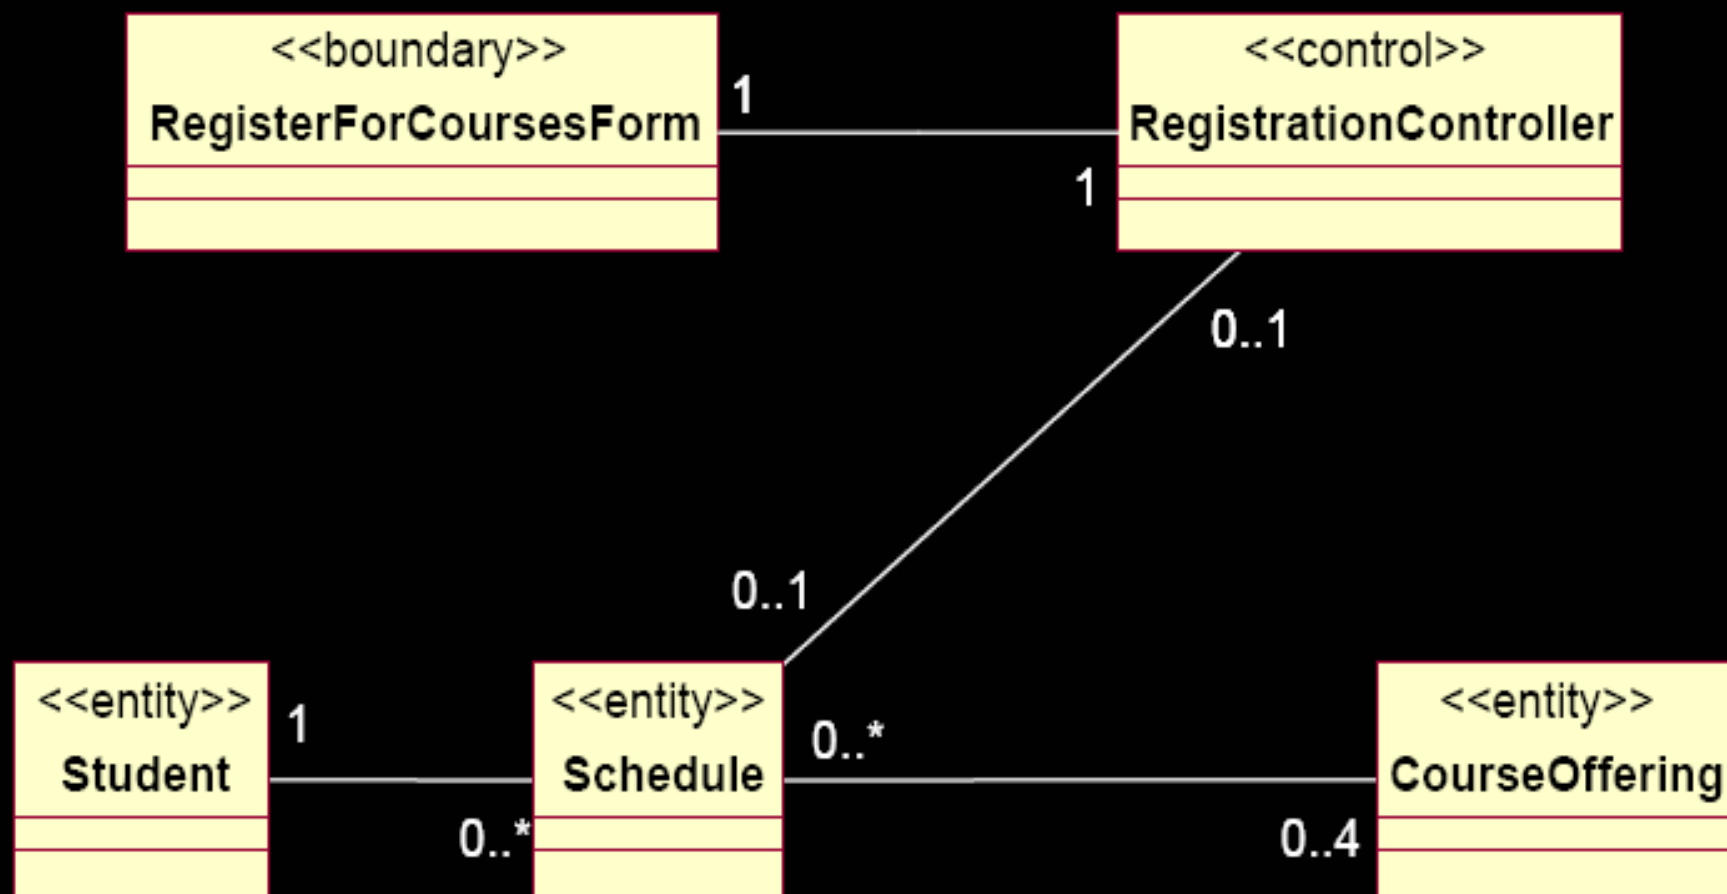 <<boundary>>
RegisterForCoursesForm
1
1
<<control>>
RegistrationController
0..1
0..1
<<entity>>
Student
1
0..*
<<entity>>
Schedule
0..*
0..4
<<entity>>
CourseOffering